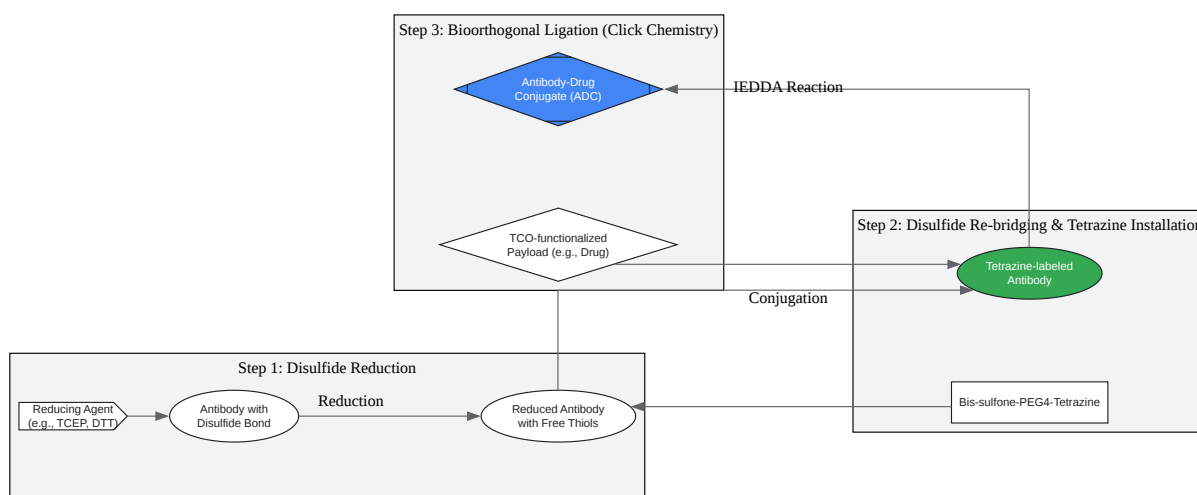 Step 3: Bioorthogonal Ligation (Click Chemistry)
Antibody-Drug
Conjugate (ADC)
IEDDA Reaction
TCO-functionalized
Payload (e.g., Drug)
Step 2: Disulfide Re-bridging & Tetrazine Installation
Tetrazine-labeled
Antibody
Conjugation
Bis-sulfone-PEG4-Tetrazine
Step 1: Disulfide Reduction
Reducing Agent
(e.g., TCEP, DTT)
Antibody with
Disulfide Bond
Reduction
Reduced Antibody
with Free Thiols